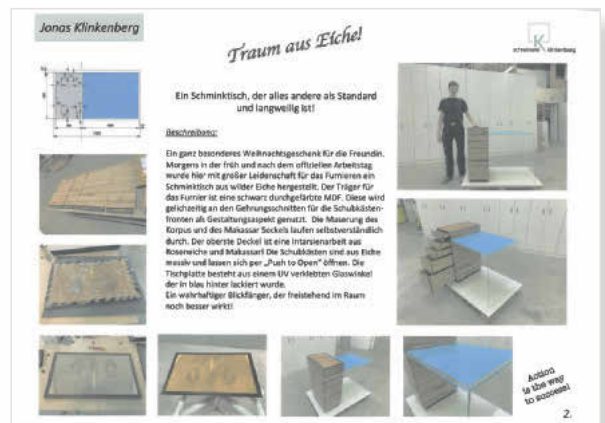 Jonas Klinkenberg
Traum aus Eiche!
K
schreinerei klinkenberg
Ein Schminktisch, der alles andere als Standard
und langweilig ist!
Beschreibung:
Ein ganz besonderes Weihnachtsgeschenk für die Freundin.
Morgens in der früh und nach dem offiziellen Arbeitstag
wurde hier mit großer Leidenschaft für das Furnieren ein
Schminktisch aus wilder Eiche hergestellt. Der Träger für
das Furnier ist eine schwarz durchgefärbte MDF. Diese wird
gleichzeitig an den Gehrungsschnitten für die Schubkästen-
fronten als Gestaltungsaspekt genutzt. Die Maserung des
Korpus und des Makassar Sockels laufen selbstverständlich
durch. Der oberste Deckel ist eine Intarsienarbeit aus
Roseneiche und Makassar! Die Schubkästen sind aus Eiche
massiv und lassen sich per „Push to Open" öffnen. Die
Tischplatte besteht aus einem UV verklebten Glaswinkel
der in blau hinter lackiert wurde.
Ein wahrhaftiger Blickfänger, der freistehend im Raum
noch besser wirkt!
Action
is the way
to success!
2.